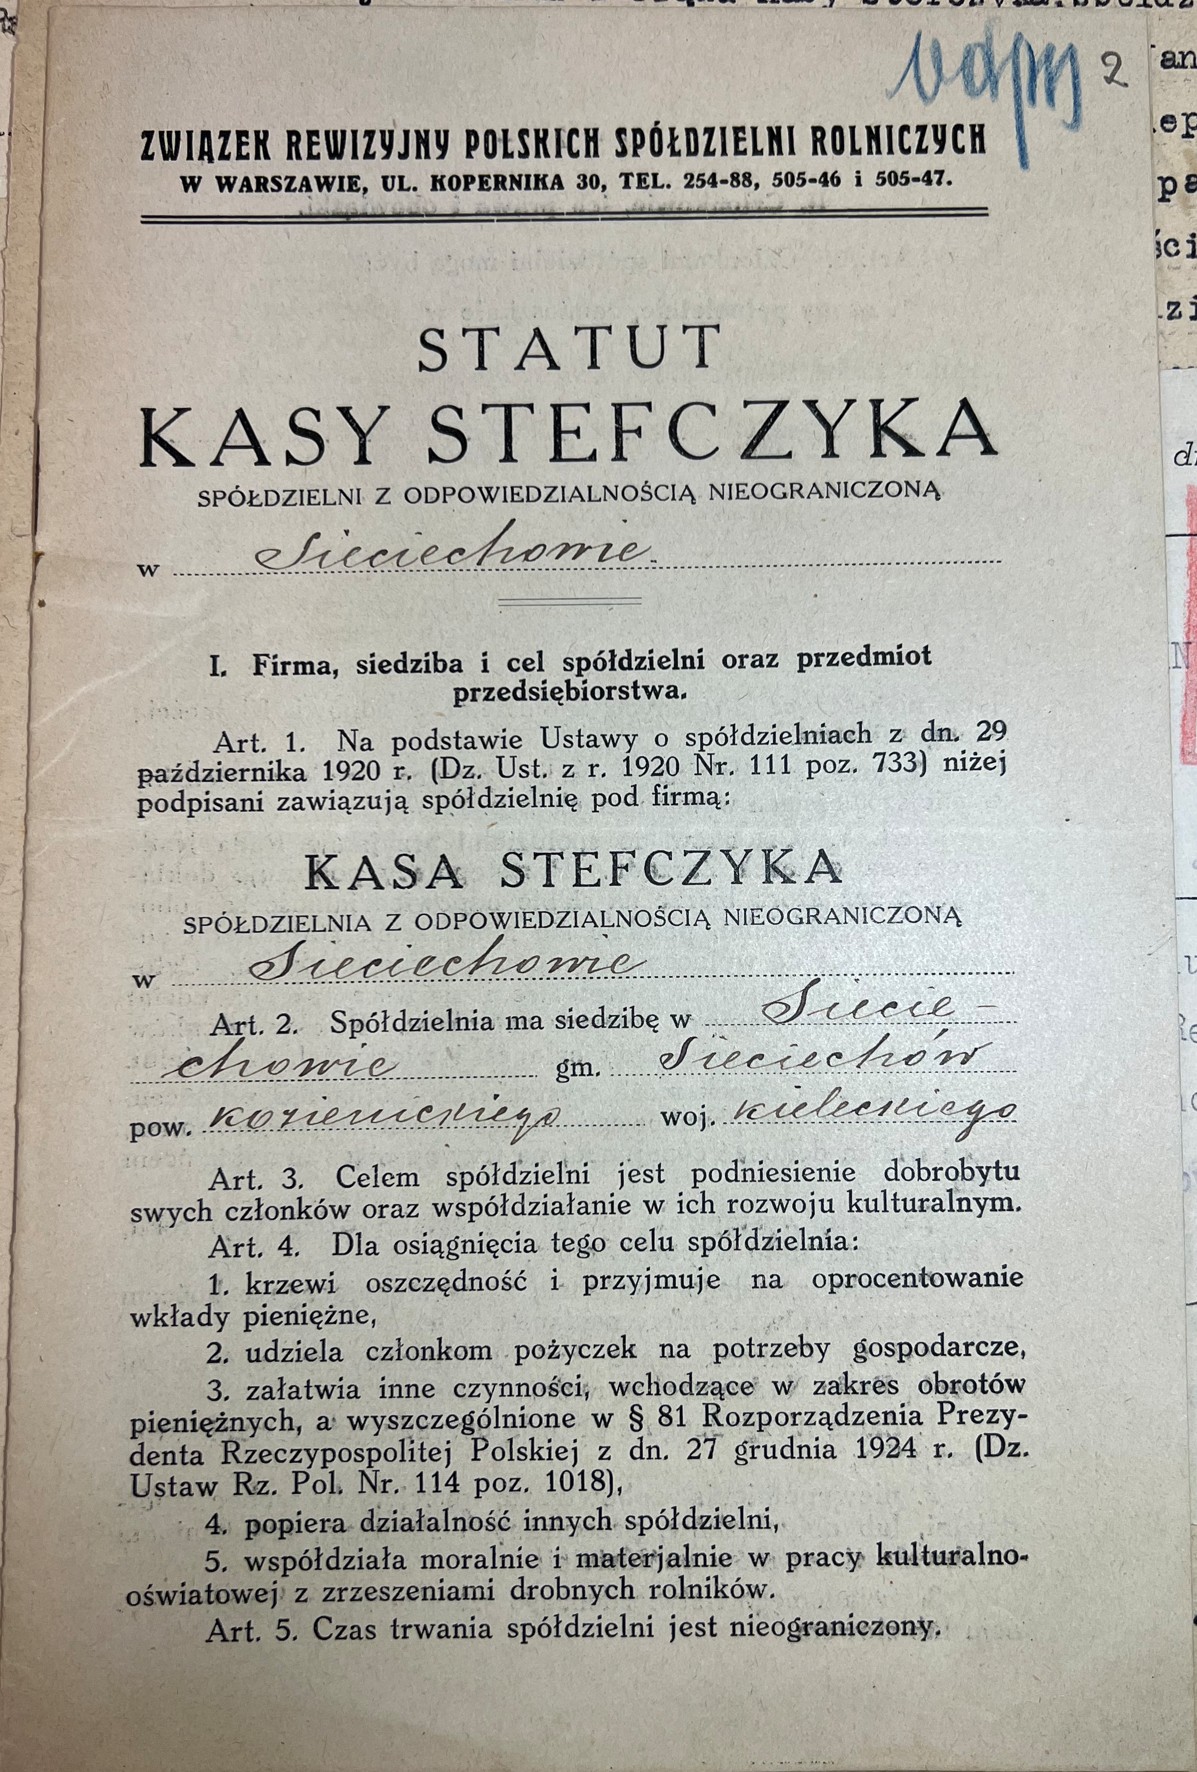 Odpis 2
ZWIĄZEK REWIZYJNY POLSKICH SPÓŁDZIELNI ROLNICZYCH
W WARSZAWIE, UL. KOPERNIKA 30, TEL. 254-88, 505-46 i 505-47.
STATUT
KASY STEFCZYKA
SPÓŁDZIELNI Z ODPOWIEDZIALNOŚCIĄ NIEOGRANICZONĄ
w Sieciechowie
I. Firma, siedziba i cel spółdzielni oraz przedmiot
przedsiębiorstwa.
Art. 1. Na podstawie Ustawy o spółdzielniach z dn. 29
października 1920 r. (Dz. Ust. z r. 1920 Nr. 111 poz. 733) niżej
podpisani zawiązują spółdzielnię pod firmą:
KASA STEFCZYKA
SPÓŁDZIELNIA Z ODPOWIEDZIALNOŚCIĄ NIEOGRANICZONĄ
w Sieciechowie
Art. 2. Spółdzielnia ma siedzibę w Siecie-
chowie gm. Sieciechów
pow. kozienickiego woj. kieleckiego
Art. 3. Celem spółdzielni jest podniesienie dobrobytu
swych członków oraz współdziałanie w ich rozwoju kulturalnym.
Art. 4. Dla osiągnięcia tego celu spółdzielnia:
1. krzewi oszczędność i przyjmuje na oprocentowanie
wkłady pieniężne,
2. udziela członkom pożyczek na potrzeby gospodarcze,
3. załatwia inne czynności, wchodzące w zakres obrotów
pieniężnych, a wyszczególnione w § 81 Rozporządzenia Prezy-
denta Rzeczypospolitej Polskiej z dn. 27 grudnia 1924 r. (Dz.
Ustaw Rz. Pol. Nr. 114 poz. 1018),
4. popiera działalność innych spółdzielni,
5. współdziała moralnie i materjalnie w pracy kulturalno-
oświatowej z zrzeszeniami drobnych rolników.
Art. 5. Czas trwania spółdzielni jest nieograniczony.